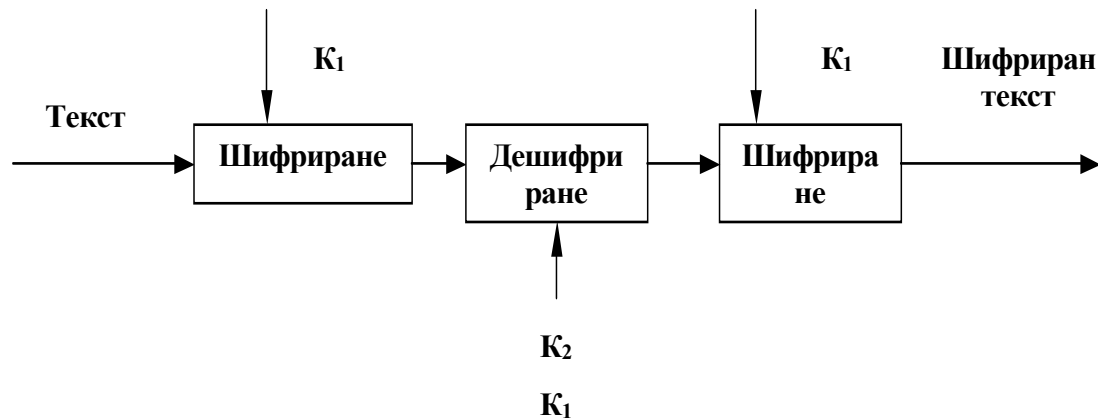 K₁
K₁
Шифриран
текст
Текст
Шифриране
Дешифри
ране
Шифрира
не
K₂
K₁